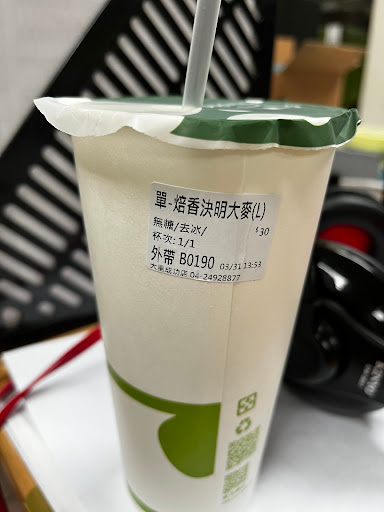 單-焙香決明大麥(L)
無糖/去冰/ $30
杯次:1/1
外帶 B0190 03/31 13:53
大里成功店 04-24928827